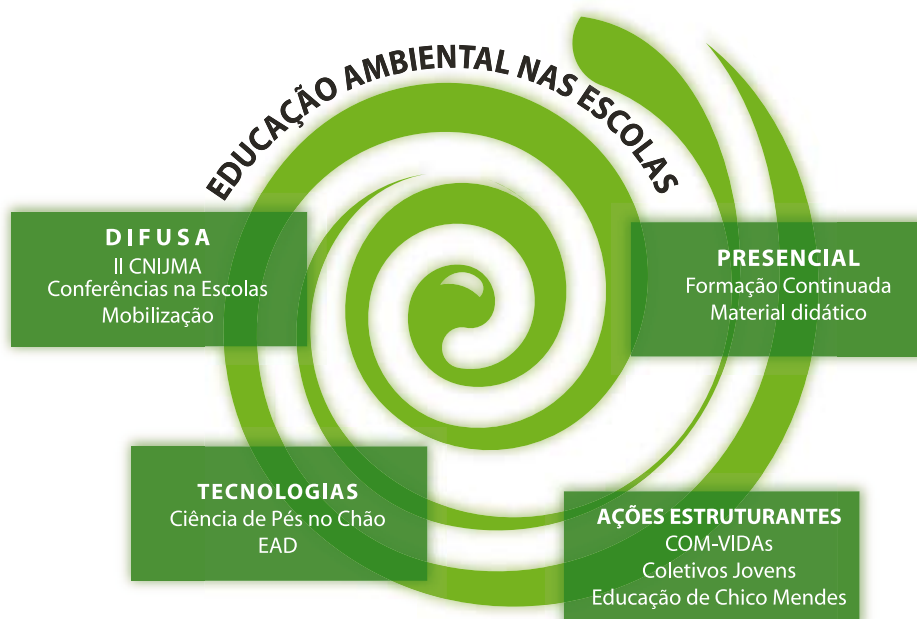 EDUCAÇÃO AMBIENTAL NAS ESCOLAS
DIFUSA
II CNIJMA
Conferências na Escolas
Mobilização
PRESENCIAL
Formação Continuada
Material didático
TECNOLOGIAS
Ciência de Pés no Chão
EAD
AÇÕES ESTRUTURANTES
COM-VIDAs
Coletivos Jovens
Educação de Chico Mendes